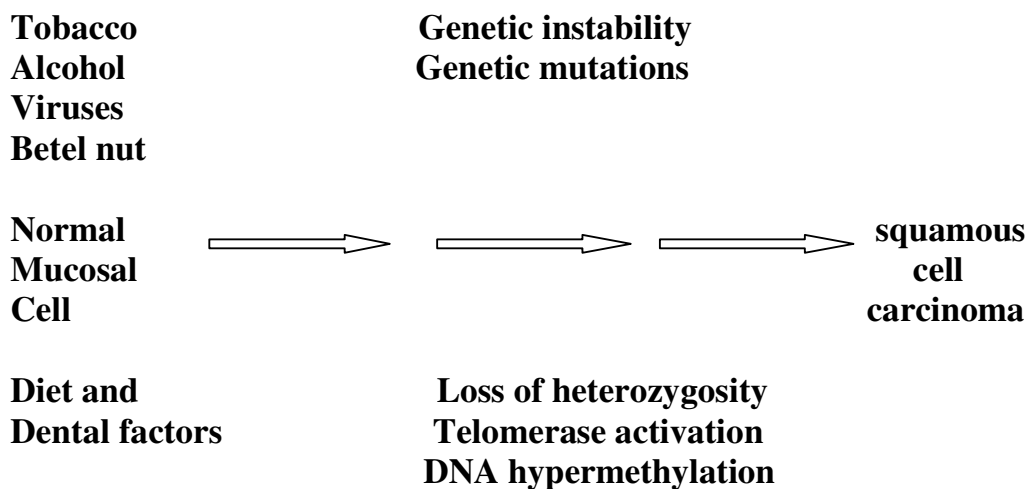 Tobacco Genetic instability
Alcohol Genetic mutations
Viruses
Betel nut
Normal squamous
Mucosal cell
Cell carcinoma
Diet and Loss of heterozygosity
Dental factors Telomerase activation
DNA hypermethylation